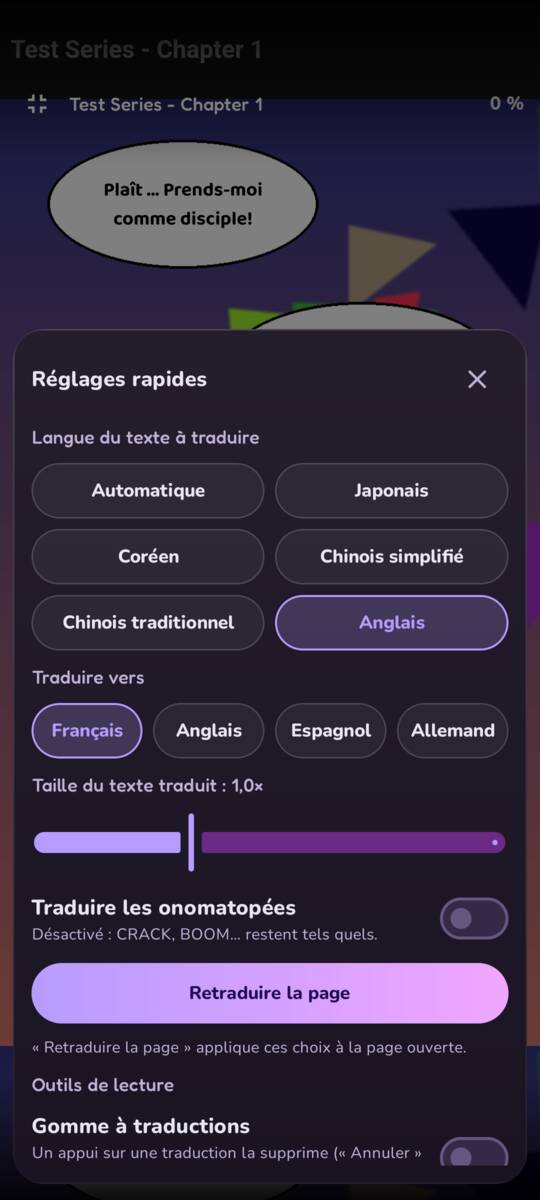 Test Series - Chapter 1
Test Series - Chapter 1
0 %
Plaît ... Prends-moi
comme disciple!
Réglages rapides
Langue du texte à traduire
Automatique
Japonais
Coréen
Chinois simplifié
Chinois traditionnel
Anglais
Traduire vers
Français
Anglais
Espagnol
Allemand
Taille du texte traduit : 1,0×
Traduire les onomatopées
Désactivé : CRACK, BOOM... restent tels quels.
Retraduire la page
« Retraduire la page » applique ces choix à la page ouverte.
Outils de lecture
Gomme à traductions
Un appui sur une traduction la supprime (« Annuler »